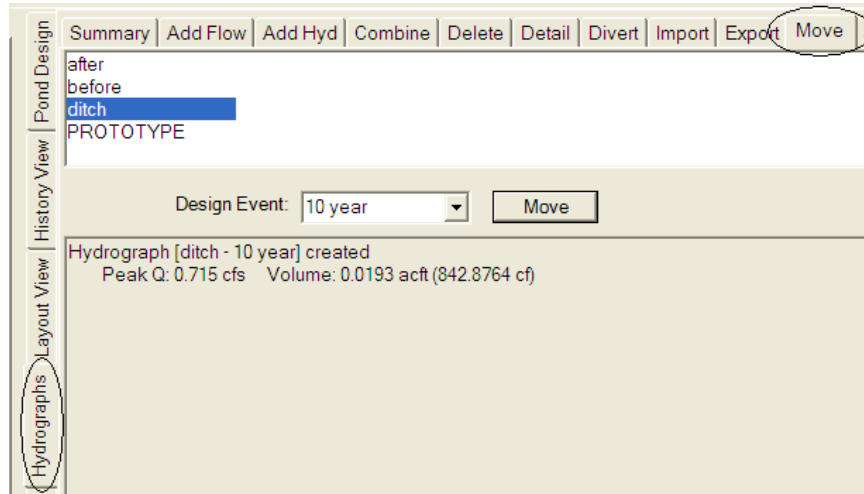 Summary Add Flow Add Hyd Combine Delete Detail Divert Import Export Move
after
before
ditch
PROTOTYPE
Design Event: 10 year Move
Hydrograph [ditch - 10 year] created
Peak Q: 0.715 cfs Volume: 0.0193 acft (842.8764 cf)
Pond Design
History View
Layout View
Hydrographs